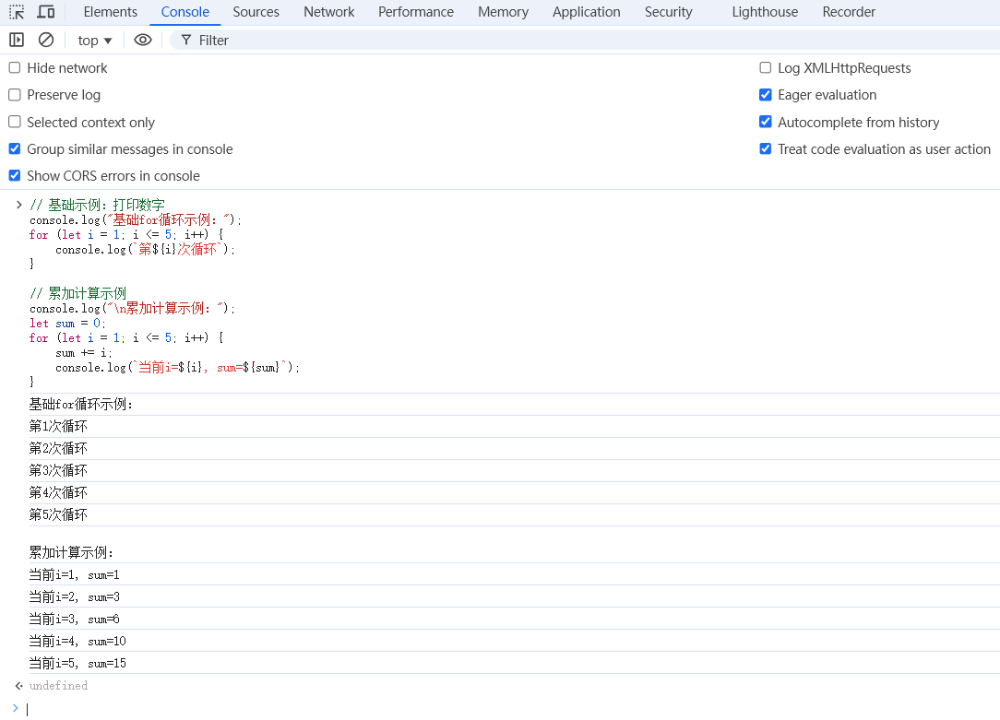 Elements Console Sources Network Performance Memory Application Security Lighthouse Recorder
top Filter
Hide network
Log XMLHttpRequests
Preserve log
Eager evaluation
Selected context only
Autocomplete from history
Group similar messages in console
Treat code evaluation as user action
Show CORS errors in console
// 基础示例：打印数字
console.log("基础for循环示例：");
for (let i = 1; i <= 5; i++) {
    console.log(`第${i}次循环`);
}
// 累加计算示例
console.log("\n累加计算示例：");
let sum = 0;
for (let i = 1; i <= 5; i++) {
    sum += i;
    console.log(`当前i=${i}, sum=${sum}`);
}
基础for循环示例：
第1次循环
第2次循环
第3次循环
第4次循环
第5次循环
累加计算示例：
当前i=1, sum=1
当前i=2, sum=3
当前i=3, sum=6
当前i=4, sum=10
当前i=5, sum=15
undefined